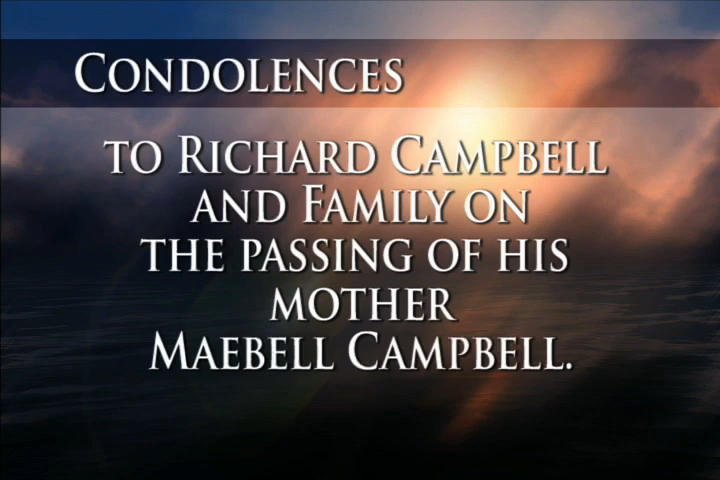 CONDOLENCES
TO RICHARD CAMPBELL
AND FAMILY ON
THE PASSING OF HIS
MOTHER
MAEBELL CAMPBELL.